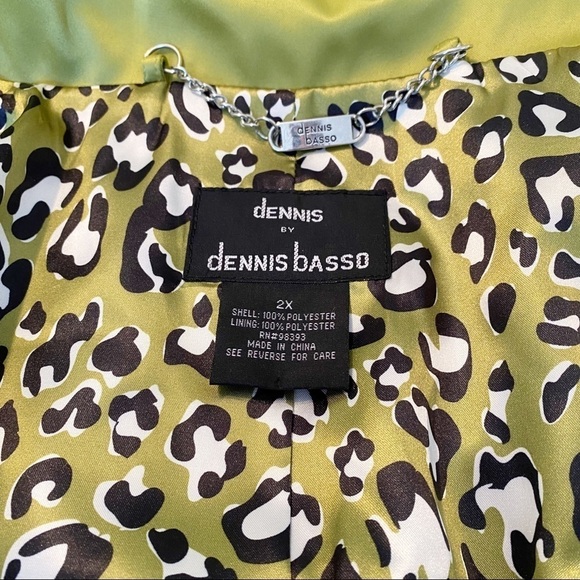 dENNIS
bASSO
dENNIS
BY
dENNIS bASSO
2X
SHELL: 100% POLYESTER
LINING: 100% POLYESTER
RN#98393
MADE IN CHINA
SEE REVERSE FOR CARE